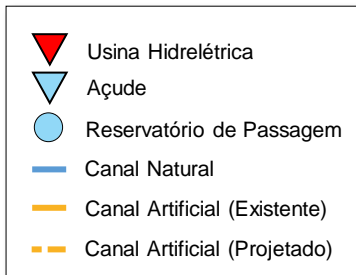 Usina Hidrelétrica
Açude
Reservatório de Passagem
Canal Natural
Canal Artificial (Existente)
Canal Artificial (Projetado)